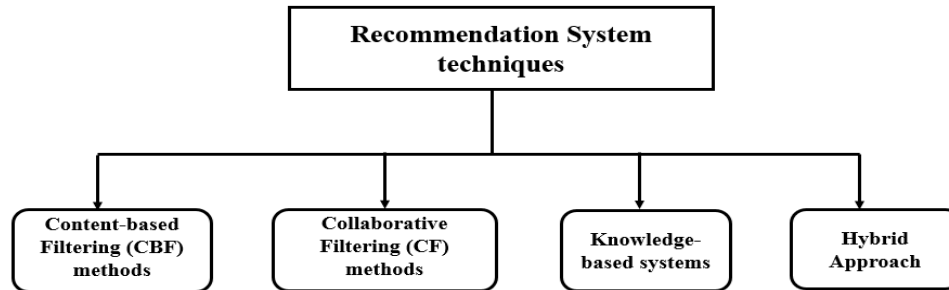 Recommendation System
techniques
Content-based
Filtering (CBF)
methods
Collaborative
Filtering (CF)
methods
Knowledge-
based systems
Hybrid
Approach